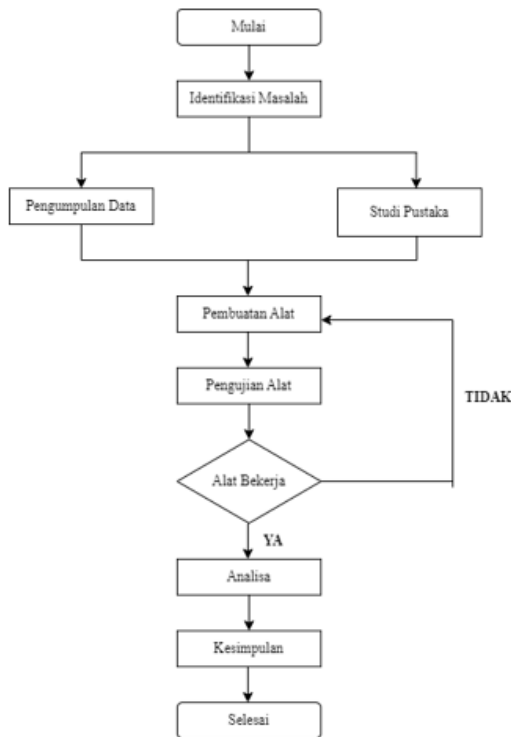 Mulai
Identifikasi Masalah
Pengumpulan Data
Studi Pustaka
Pembuatan Alat
Pengujian Alat
TIDAK
Alat Bekerja
YA
Analisa
Kesimpulan
Selesai